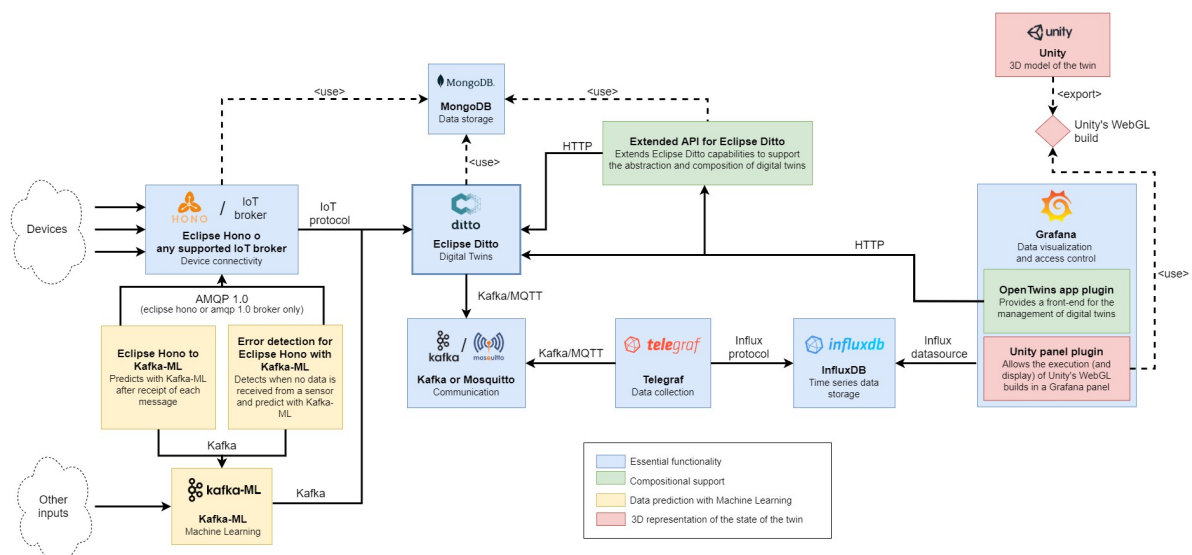 unity
Unity
3D model of the twin
<export>
Unity's WebGL
build
<use>
<use>
MongoDB.
MongoDB
Data storage
<use>
HTTP
Extended API for Eclipse Ditto
Extends Eclipse Ditto capabilities to support
the abstraction and composition of digital twins
Devices
HONO
/
IoT
broker
Eclipse Hono o
any supported IoT broker
Device connectivity
IoT
protocol
ditto
Eclipse Ditto
Digital Twins
HTTP
Grafana
Data visualization
and access control
<use>
OpenTwins app plugin
Provides a front-end for the
management of digital twins
Unity panel plugin
Allows the execution (and
display) of Unity's WebGL
builds in a Grafana panel
AMQP 1.0
(eclipse hono or amqp 1.0 broker only)
Kafka/MQTT
Eclipse Hono to
Kafka-ML
Predicts with Kafka-ML
after receipt of each
message
Error detection for
Eclipse Hono with
Kafka-ML
Detects when no data is
received from a sensor
and predict with Kafka-
ML
kafka
/
mosquitto
Kafka or Mosquitto
Communication
Kafka/MQTT
telegraf
Telegraf
Data collection
Influx
protocol
influxdb
InfluxDB
Time series data
storage
Influx
datasource
Kafka
Other
inputs
kafka-ML
Kafka-ML
Machine Learning
Kafka
Essential functionality
Compositional support
Data prediction with Machine Learning
3D representation of the state of the twin